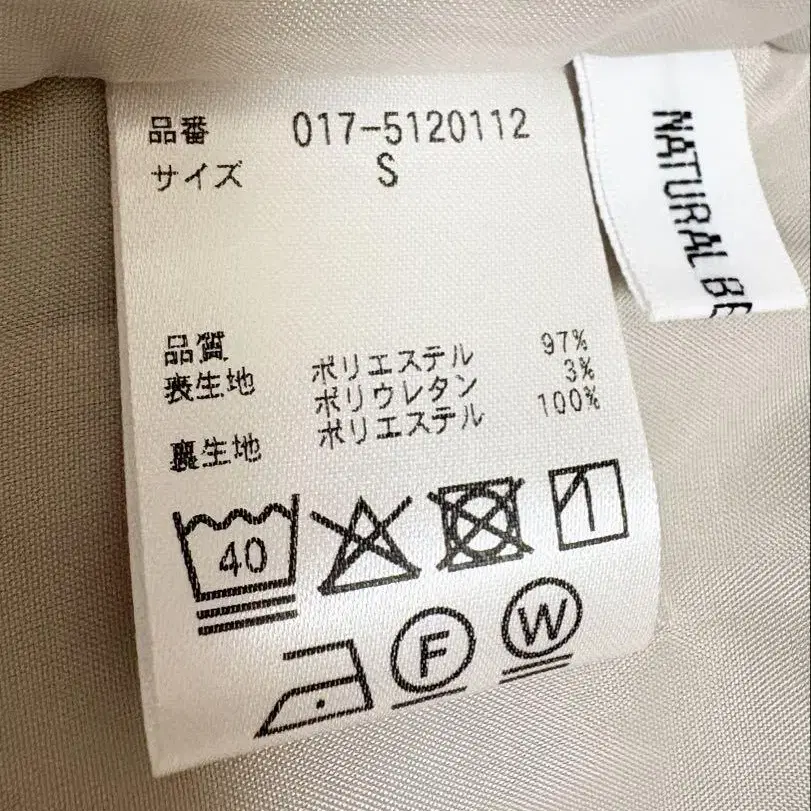 品番 017-5120112
サイズ S
NATURAL BE
品質
表生地 ポリエステル 97%
ポリウレタン 3%
裏生地 ポリエステル 100%
40
F
W